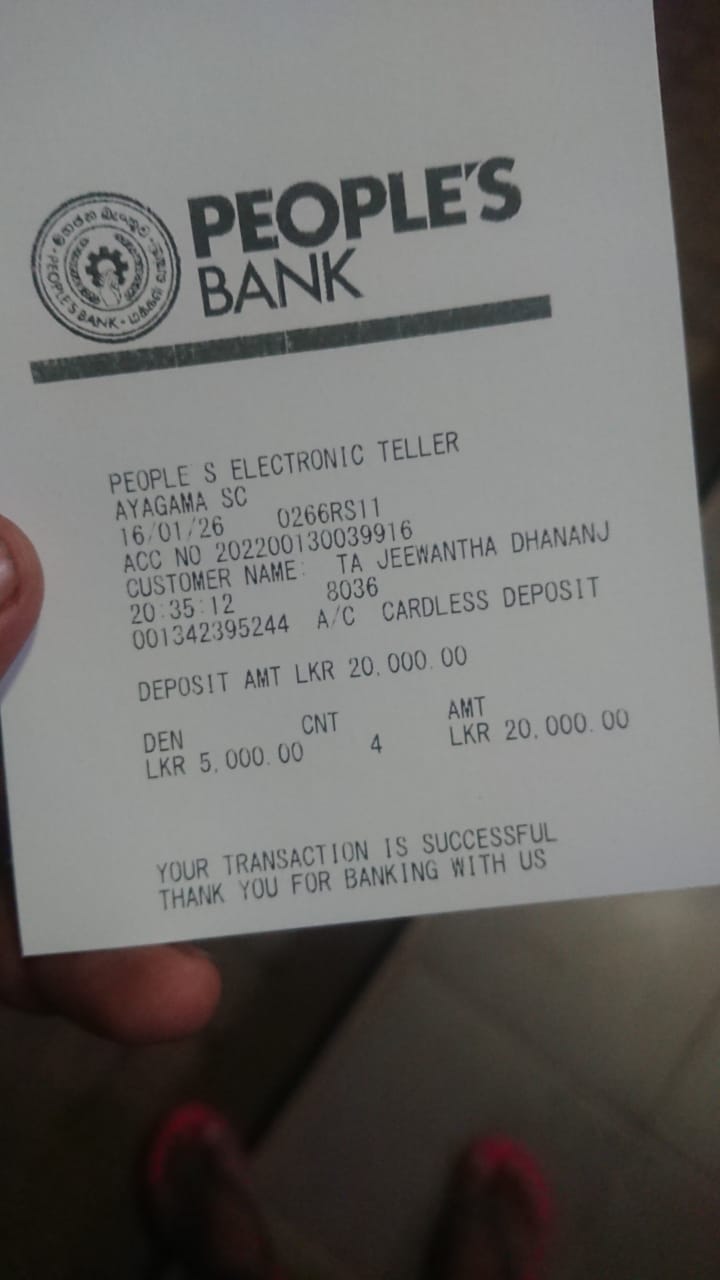 PEOPLE'S
BANK
PEOPLE'S BANK
PEOPLE S ELECTRONIC TELLER
AYAGAMA SC
16/01/26 0266RS11
ACC NO 202200130039916
CUSTOMER NAME: TA JEEWANTHA DHANANJ
20:35:12 8036
001342395244 A/C CARDLESS DEPOSIT
DEPOSIT AMT LKR 20,000.00
DEN CNT AMT
LKR 5,000.00 4 LKR 20,000.00
YOUR TRANSACTION IS SUCCESSFUL
THANK YOU FOR BANKING WITH US